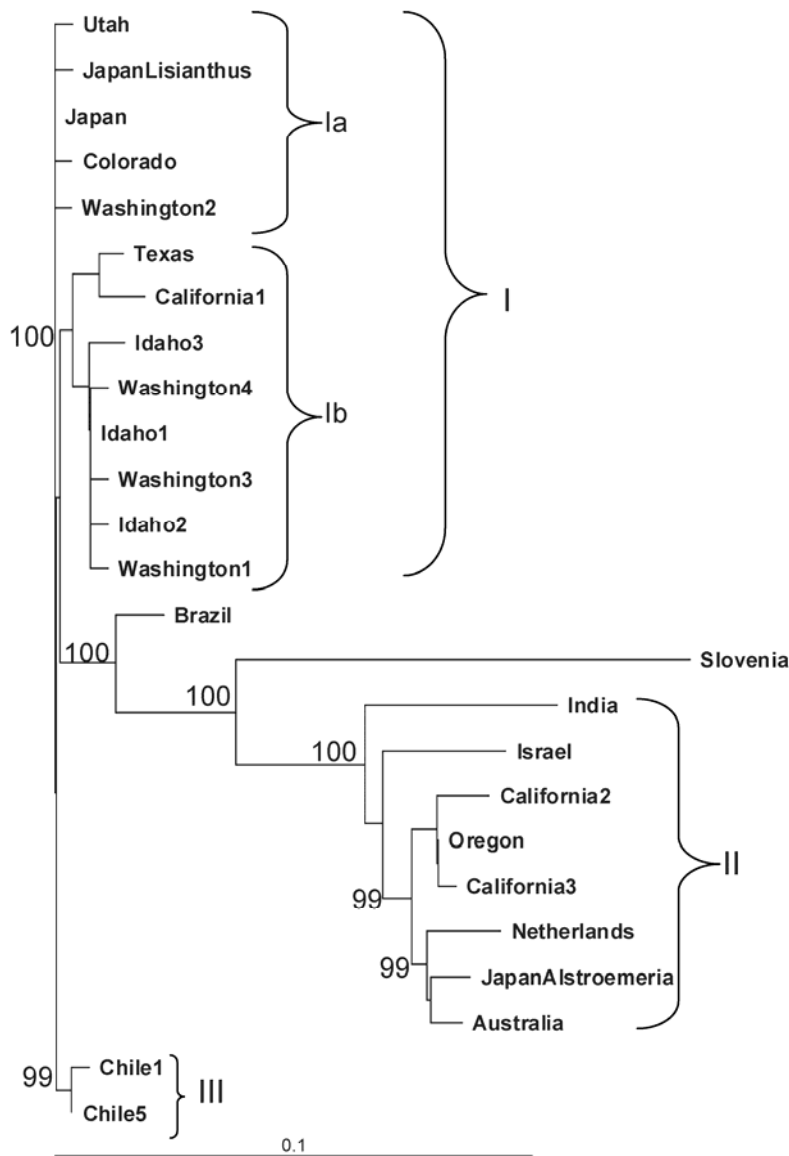 Utah
JapanLisianthus
Japan
Ia
Colorado
Washington2
Texas
California1
I
100
Idaho3
Washington4
Ib
Idaho1
Washington3
Idaho2
Washington1
Brazil
100
Slovenia
100
India
100
Israel
California2
Oregon
II
California3
99
Netherlands
99
JapanAlstroemeria
Australia
Chile1
99
III
Chile5
0.1